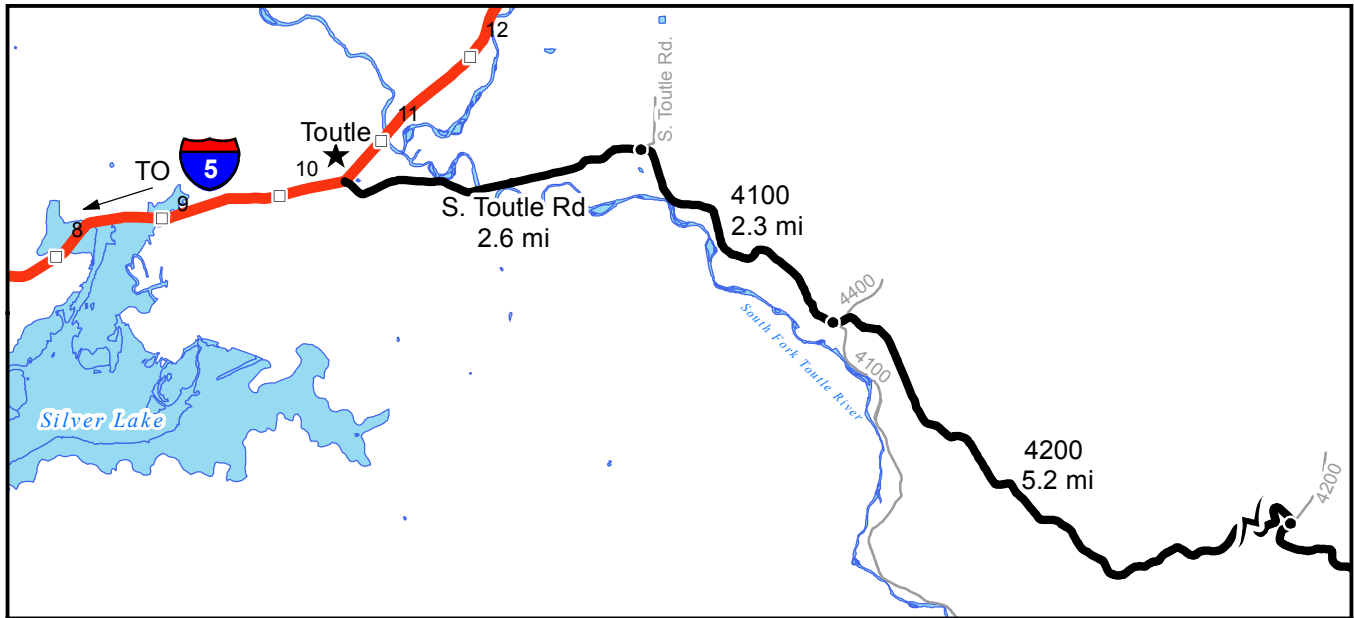 12
S. Toutle Rd.
11
Toutle
5
TO
10
9
8
S. Toutle Rd
2.6 mi
4100
2.3 mi
4400
4100
South Fork Toutle River
Silver Lake
4200
5.2 mi
4200